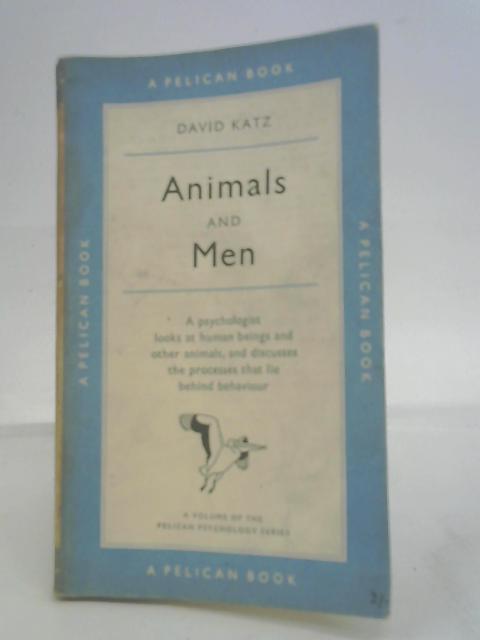 A PELICAN BOOK
DAVID KATZ
Animals
AND
Men
A psychologist
looks at human beings and
other animals, and discusses
the processes that lie
behind behaviour
A VOLUME OF THE
PELICAN PSYCHOLOGY SERIES
A PELICAN BOOK
A PELICAN BOOK
A PELICAN BOOK
2/-